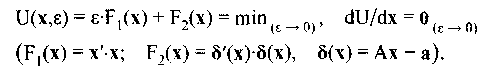 U(x,ε) = ε·F₁(x) + F₂(x) = min₍ε → 0₎, dU/dx = 0₍ε → 0₎
(F₁(x) = x′·x; F₂(x) = δ′(x)·δ(x), δ(x) = Ax − a).